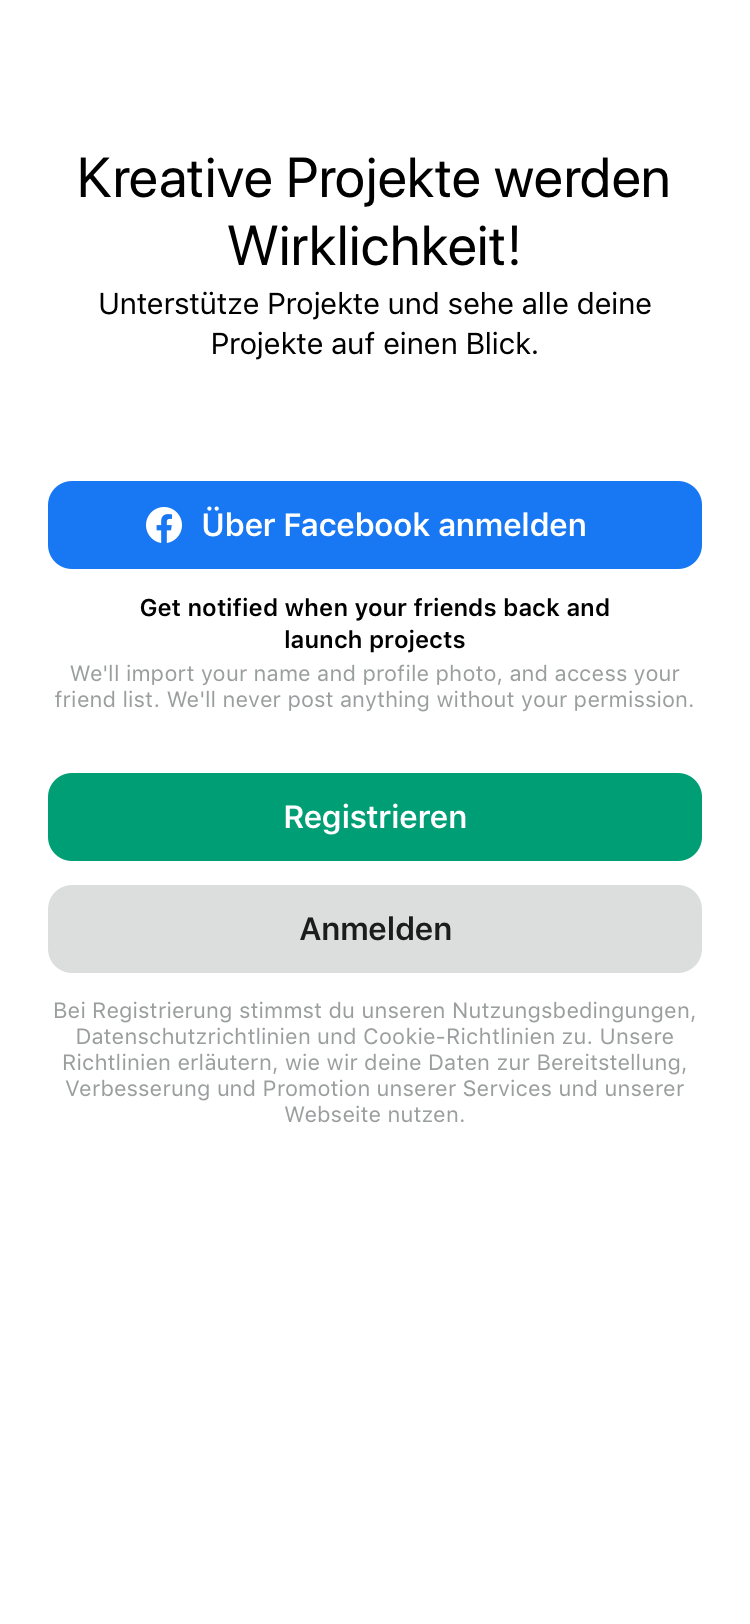 Kreative Projekte werden
Wirklichkeit!
Unterstütze Projekte und sehe alle deine
Projekte auf einen Blick.
Über Facebook anmelden
Get notified when your friends back and
launch projects
We'll import your name and profile photo, and access your
friend list. We'll never post anything without your permission.
Registrieren
Anmelden
Bei Registrierung stimmst du unseren Nutzungsbedingungen,
Datenschutzrichtlinien und Cookie-Richtlinien zu. Unsere
Richtlinien erläutern, wie wir deine Daten zur Bereitstellung,
Verbesserung und Promotion unserer Services und unserer
Webseite nutzen.